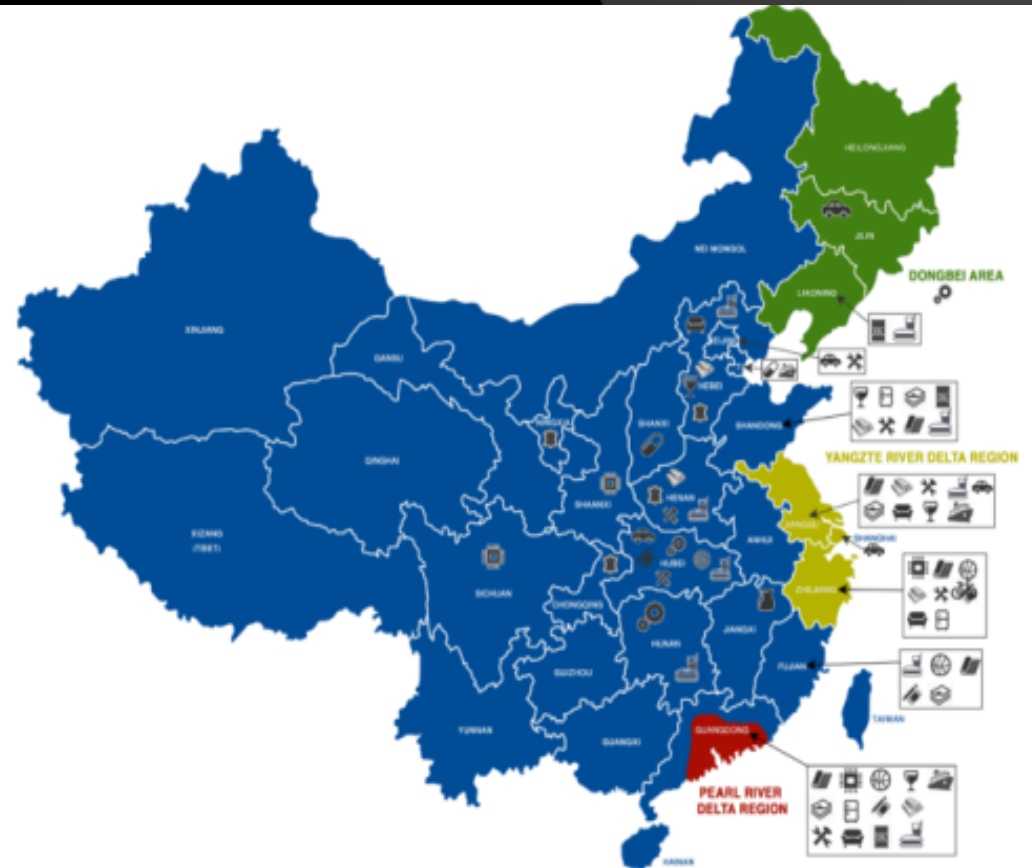 HEILONGJIANG
JILIN
NEI MONGOL
DONGBEI AREA
LIAONING
XINJIANG
GANSU
BEIJING
HEBEI
NINGXIA
SHANXI
SHANDONG
QINGHAI
YANGZTE RIVER DELTA REGION
SHANXI
HENAN
JIANGSU
XIZANG
(TIBET)
ANHUI
SHANGHAI
HUBEI
SICHUAN
ZHEJIANG
CHONGQING
HUNAN
JIANGXI
GUIZHOU
FUJIAN
TAIWAN
YUNNAN
GUANGXI
GUANGDONG
PEARL RIVER
DELTA REGION
HAINAN